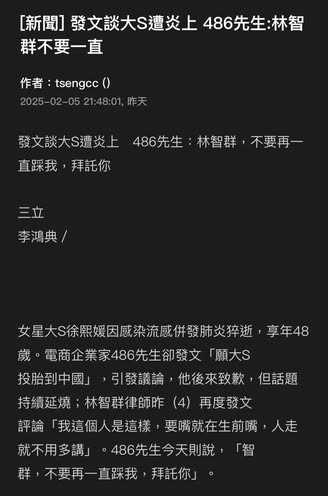 [新聞] 發文談大S遭炎上 486先生:林智
群不要一直
作者：tsengcc ()
2025-02-05 21:48:01, 昨天
發文談大S遭炎上　486先生：林智群，不要再一
直踩我，拜託你
三立
李鴻典 /
女星大S徐熙媛因感染流感併發肺炎猝逝，享年48
歲。電商企業家486先生卻發文「願大S
投胎到中國」，引發議論，他後來致歉，但話題
持續延燒；林智群律師昨（4）再度發文
評論「我這個人是這樣，要嘴就在生前嘴，人走
就不用多講」。486先生今天則說，「智
群，不要再一直踩我，拜託你」。